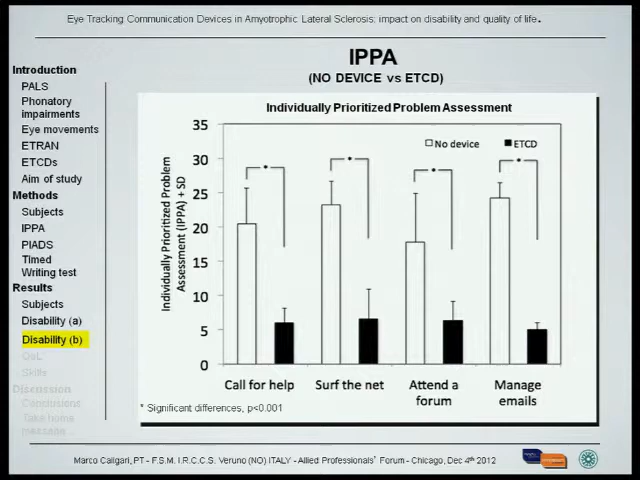 Eye Tracking Communication Devices in Amyotrophic Lateral Sclerosis: impact on disability and quality of life.
IPPA
(NO DEVICE vs ETCD)
Introduction
PALS
Phonatory
impairments
Eye movements
ETRAN
ETCDs
Aim of study
Methods
Subjects
IPPA
PIADS
Timed
Writing test
Results
Subjects
Disability (a)
Disability (b)
QoL
Skills
Discussion
Conclusions
Take home
message
Individually Prioritized Problem Assessment
Individually Prioritized Problem
Assessment (IPPA) + SD
35
30
25
20
15
10
5
0
No device
ETCD
* * * *
Call for help
Surf the net
Attend a
forum
Manage
emails
* Significant differences, p<0.001
Marco Caligari, PT - F.S.M. I.R.C.C.S. Veruno (NO) ITALY - Allied Professionals' Forum - Chicago, Dec 4th 2012